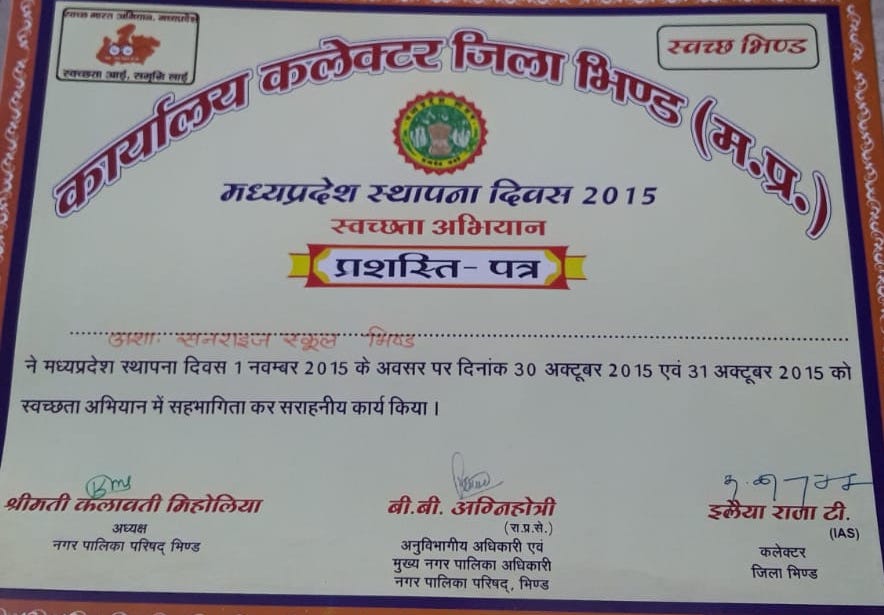 स्वच्छ भारत अभियान, मध्यप्रदेश
स्वच्छता आई, समृद्धि लाई
स्वच्छ भिण्ड
कार्यालय कलेक्टर जिला भिण्ड (म.प्र.)
मध्यप्रदेश स्थापना दिवस 2015
स्वच्छता अभियान
प्रशस्ति- पत्र
अशा: सनराइज स्कूल भिण्ड
ने मध्यप्रदेश स्थापना दिवस 1 नवम्बर 2015 के अवसर पर दिनांक 30 अक्टूबर 2015 एवं 31 अक्टूबर 2015 को
स्वच्छता अभियान में सहभागिता कर सराहनीय कार्य किया ।
श्रीमती कलावती मिहोलिया
अध्यक्ष
नगर पालिका परिषद् भिण्ड
बी.बी. अग्निहोत्री
(रा.प्र.से.)
अनुविभागीय अधिकारी एवं
मुख्य नगर पालिका अधिकारी
नगर पालिका परिषद्, भिण्ड
इलैया राजा टी.
(IAS)
कलेक्टर
जिला भिण्ड